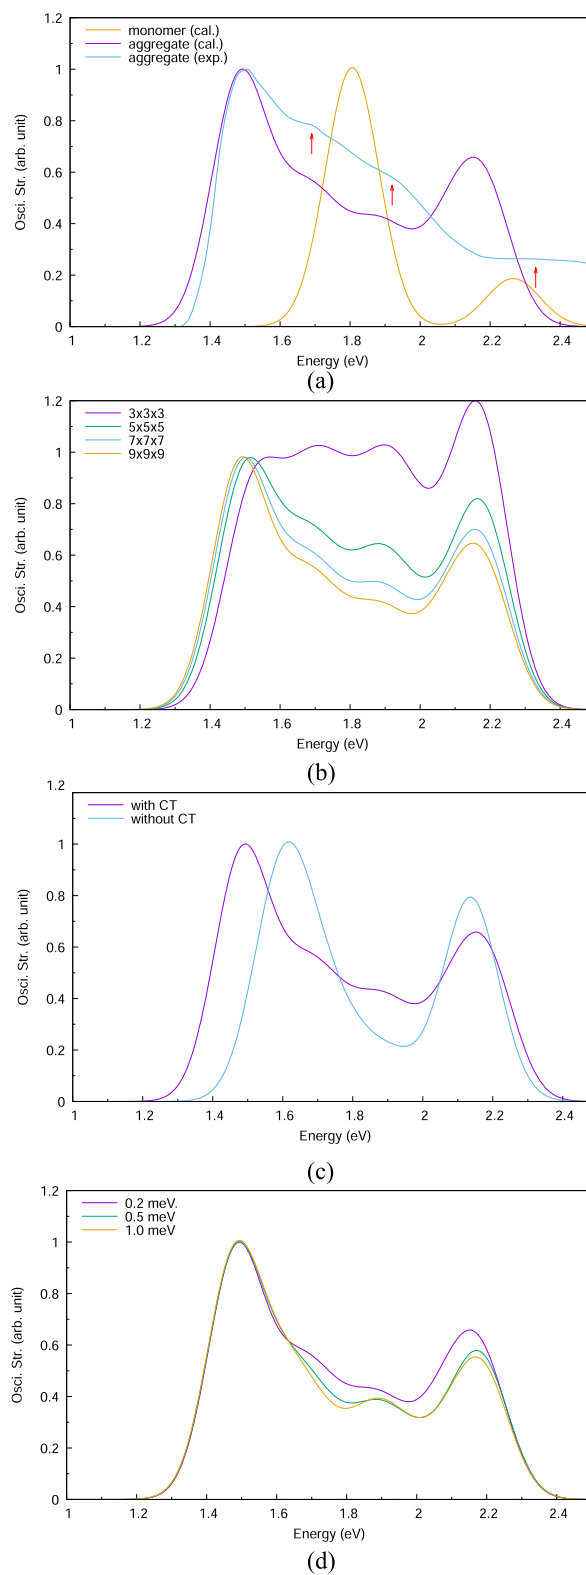 1.2
1
0.8
0.6
0.4
0.2
0
Osci. Str. (arb. unit)
monomer (cal.)
aggregate (cal.)
aggregate (exp.)
1 1.2 1.4 1.6 1.8 2 2.2 2.4
Energy (eV)
(a)
1.2
1
0.8
0.6
0.4
0.2
0
Osci. Str. (arb. unit)
3x3x3
5x5x5
7x7x7
9x9x9
1 1.2 1.4 1.6 1.8 2 2.2 2.4
Energy (eV)
(b)
1.2
1
0.8
0.6
0.4
0.2
0
Osci. Str. (arb. unit)
with CT
without CT
1 1.2 1.4 1.6 1.8 2 2.2 2.4
Energy (eV)
(c)
1.2
1
0.8
0.6
0.4
0.2
0
Osci. Str. (arb. unit)
0.2 meV.
0.5 meV
1.0 meV
1 1.2 1.4 1.6 1.8 2 2.2 2.4
Energy (eV)
(d)